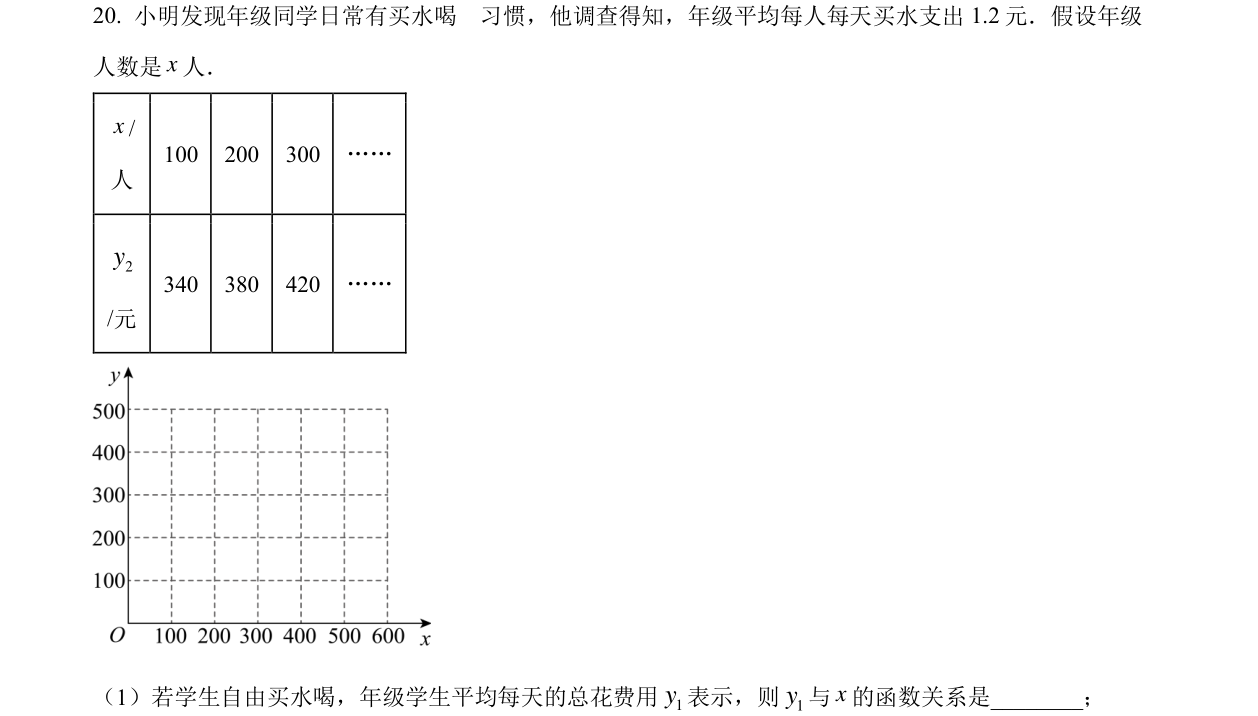 20. 小明发现年级同学日常有买水喝 习惯，他调查得知，年级平均每人每天买水支出 1.2 元．假设年级
人数是 x 人．
x /
人
100 200 300 ……
y₂
/元
340 380 420 ……
y
500
400
300
200
100
O 100 200 300 400 500 600 x
（1）若学生自由买水喝，年级学生平均每天的总花费用 y₁ 表示，则 y₁ 与 x 的函数关系是________；